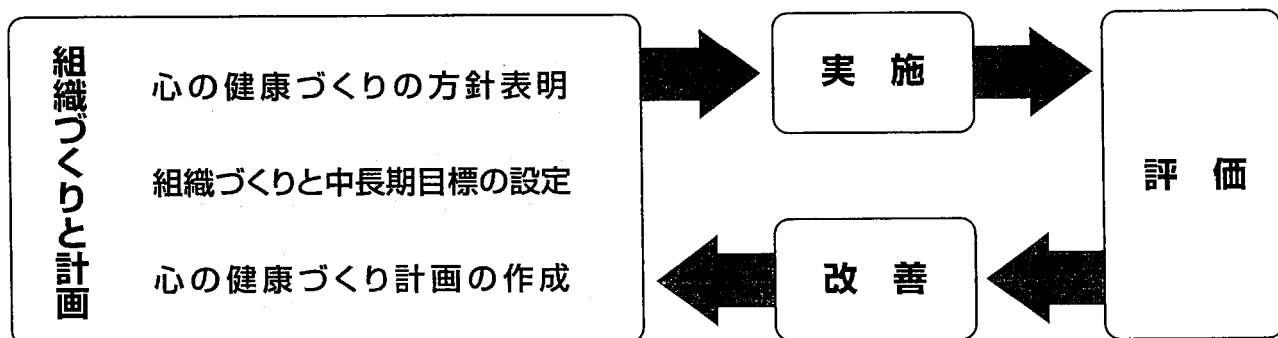 組織づくりと計画
心の健康づくりの方針表明
組織づくりと中長期目標の設定
心の健康づくり計画の作成
実施
評価
改善